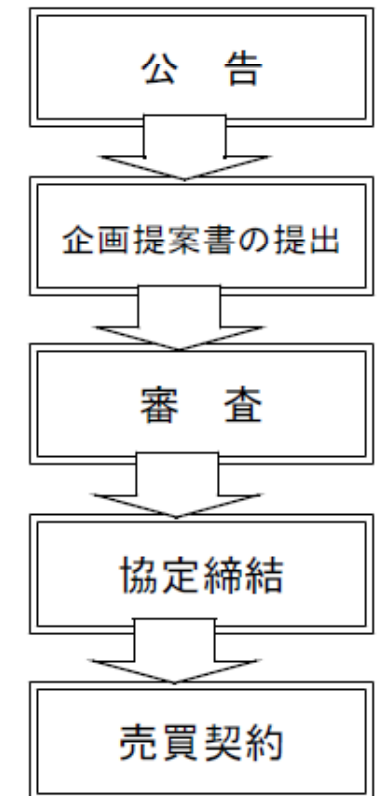 公　告
企画提案書の提出
審　査
協定締結
売買契約